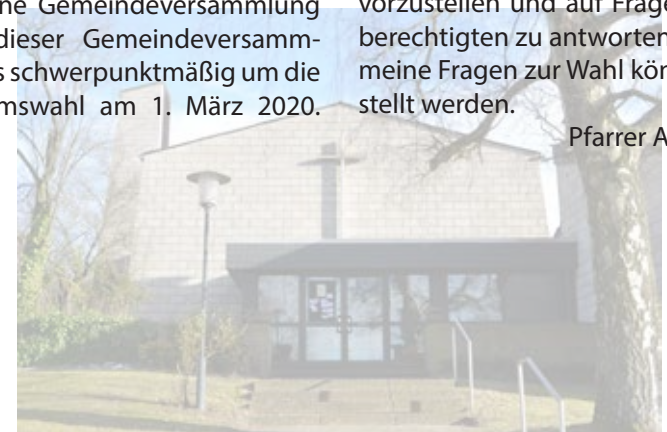 ne Gemeindeversammlung
dieser Gemeindeversamm-
s schwerpunktmäßig um die
mswahl am 1. März 2020.
vorzustellen und auf Frage
berechtigten zu antworten
meine Fragen zur Wahl kön
stellt werden.
Pfarrer A